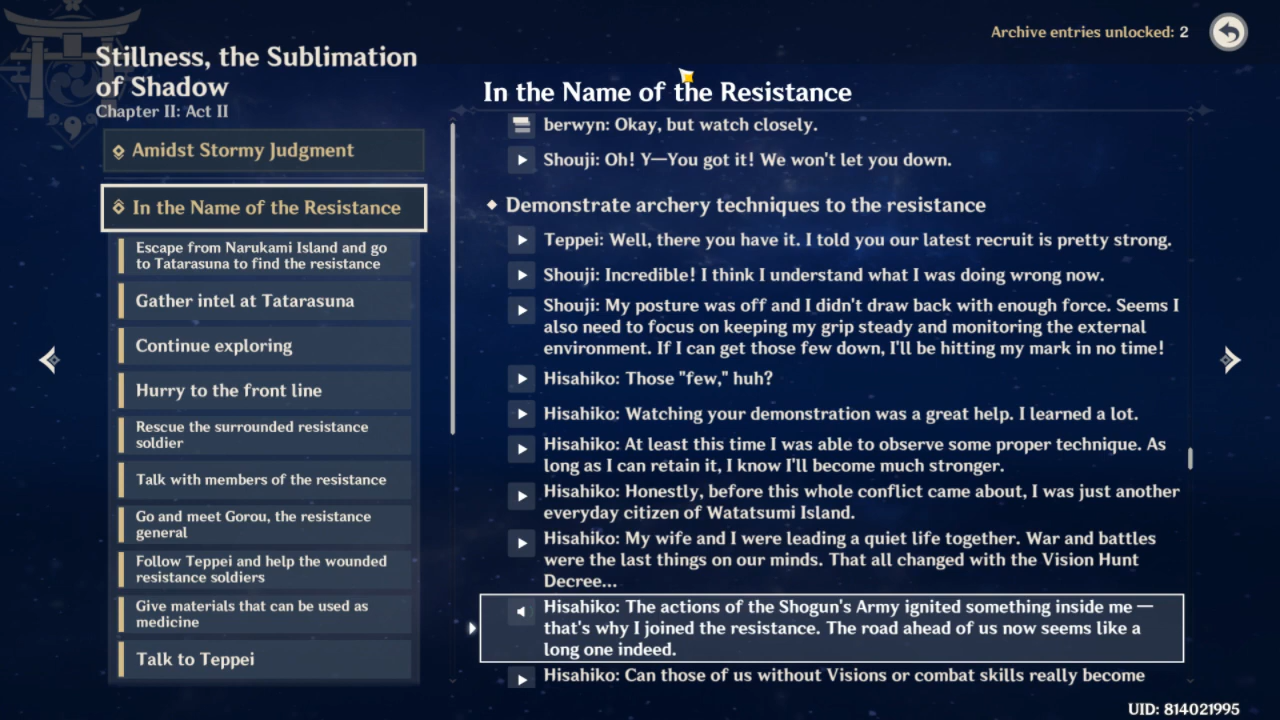 Stillness, the Sublimation
of Shadow
Chapter II: Act II
Amidst Stormy Judgment
In the Name of the Resistance
Escape from Narukami Island and go
to Tatarasuna to find the resistance
Gather intel at Tatarasuna
Continue exploring
Hurry to the front line
Rescue the surrounded resistance
soldier
Talk with members of the resistance
Go and meet Gorou, the resistance
general
Follow Teppei and help the wounded
resistance soldiers
Give materials that can be used as
medicine
Talk to Teppei
Archive entries unlocked: 2
In the Name of the Resistance
berwyn: Okay, but watch closely.
Shouji: Oh! Y—You got it! We won't let you down.
Demonstrate archery techniques to the resistance
Teppei: Well, there you have it. I told you our latest recruit is pretty strong.
Shouji: Incredible! I think I understand what I was doing wrong now.
Shouji: My posture was off and I didn't draw back with enough force. Seems I
also need to focus on keeping my grip steady and monitoring the external
environment. If I can get those few down, I'll be hitting my mark in no time!
Hisahiko: Those "few," huh?
Hisahiko: Watching your demonstration was a great help. I learned a lot.
Hisahiko: At least this time I was able to observe some proper technique. As
long as I can retain it, I know I'll become much stronger.
Hisahiko: Honestly, before this whole conflict came about, I was just another
everyday citizen of Watatsumi Island.
Hisahiko: My wife and I were leading a quiet life together. War and battles
were the last things on our minds. That all changed with the Vision Hunt
Decree...
Hisahiko: The actions of the Shogun's Army ignited something inside me —
that's why I joined the resistance. The road ahead of us now seems like a
long one indeed.
Hisahiko: Can those of us without Visions or combat skills really become
UID: 814021995